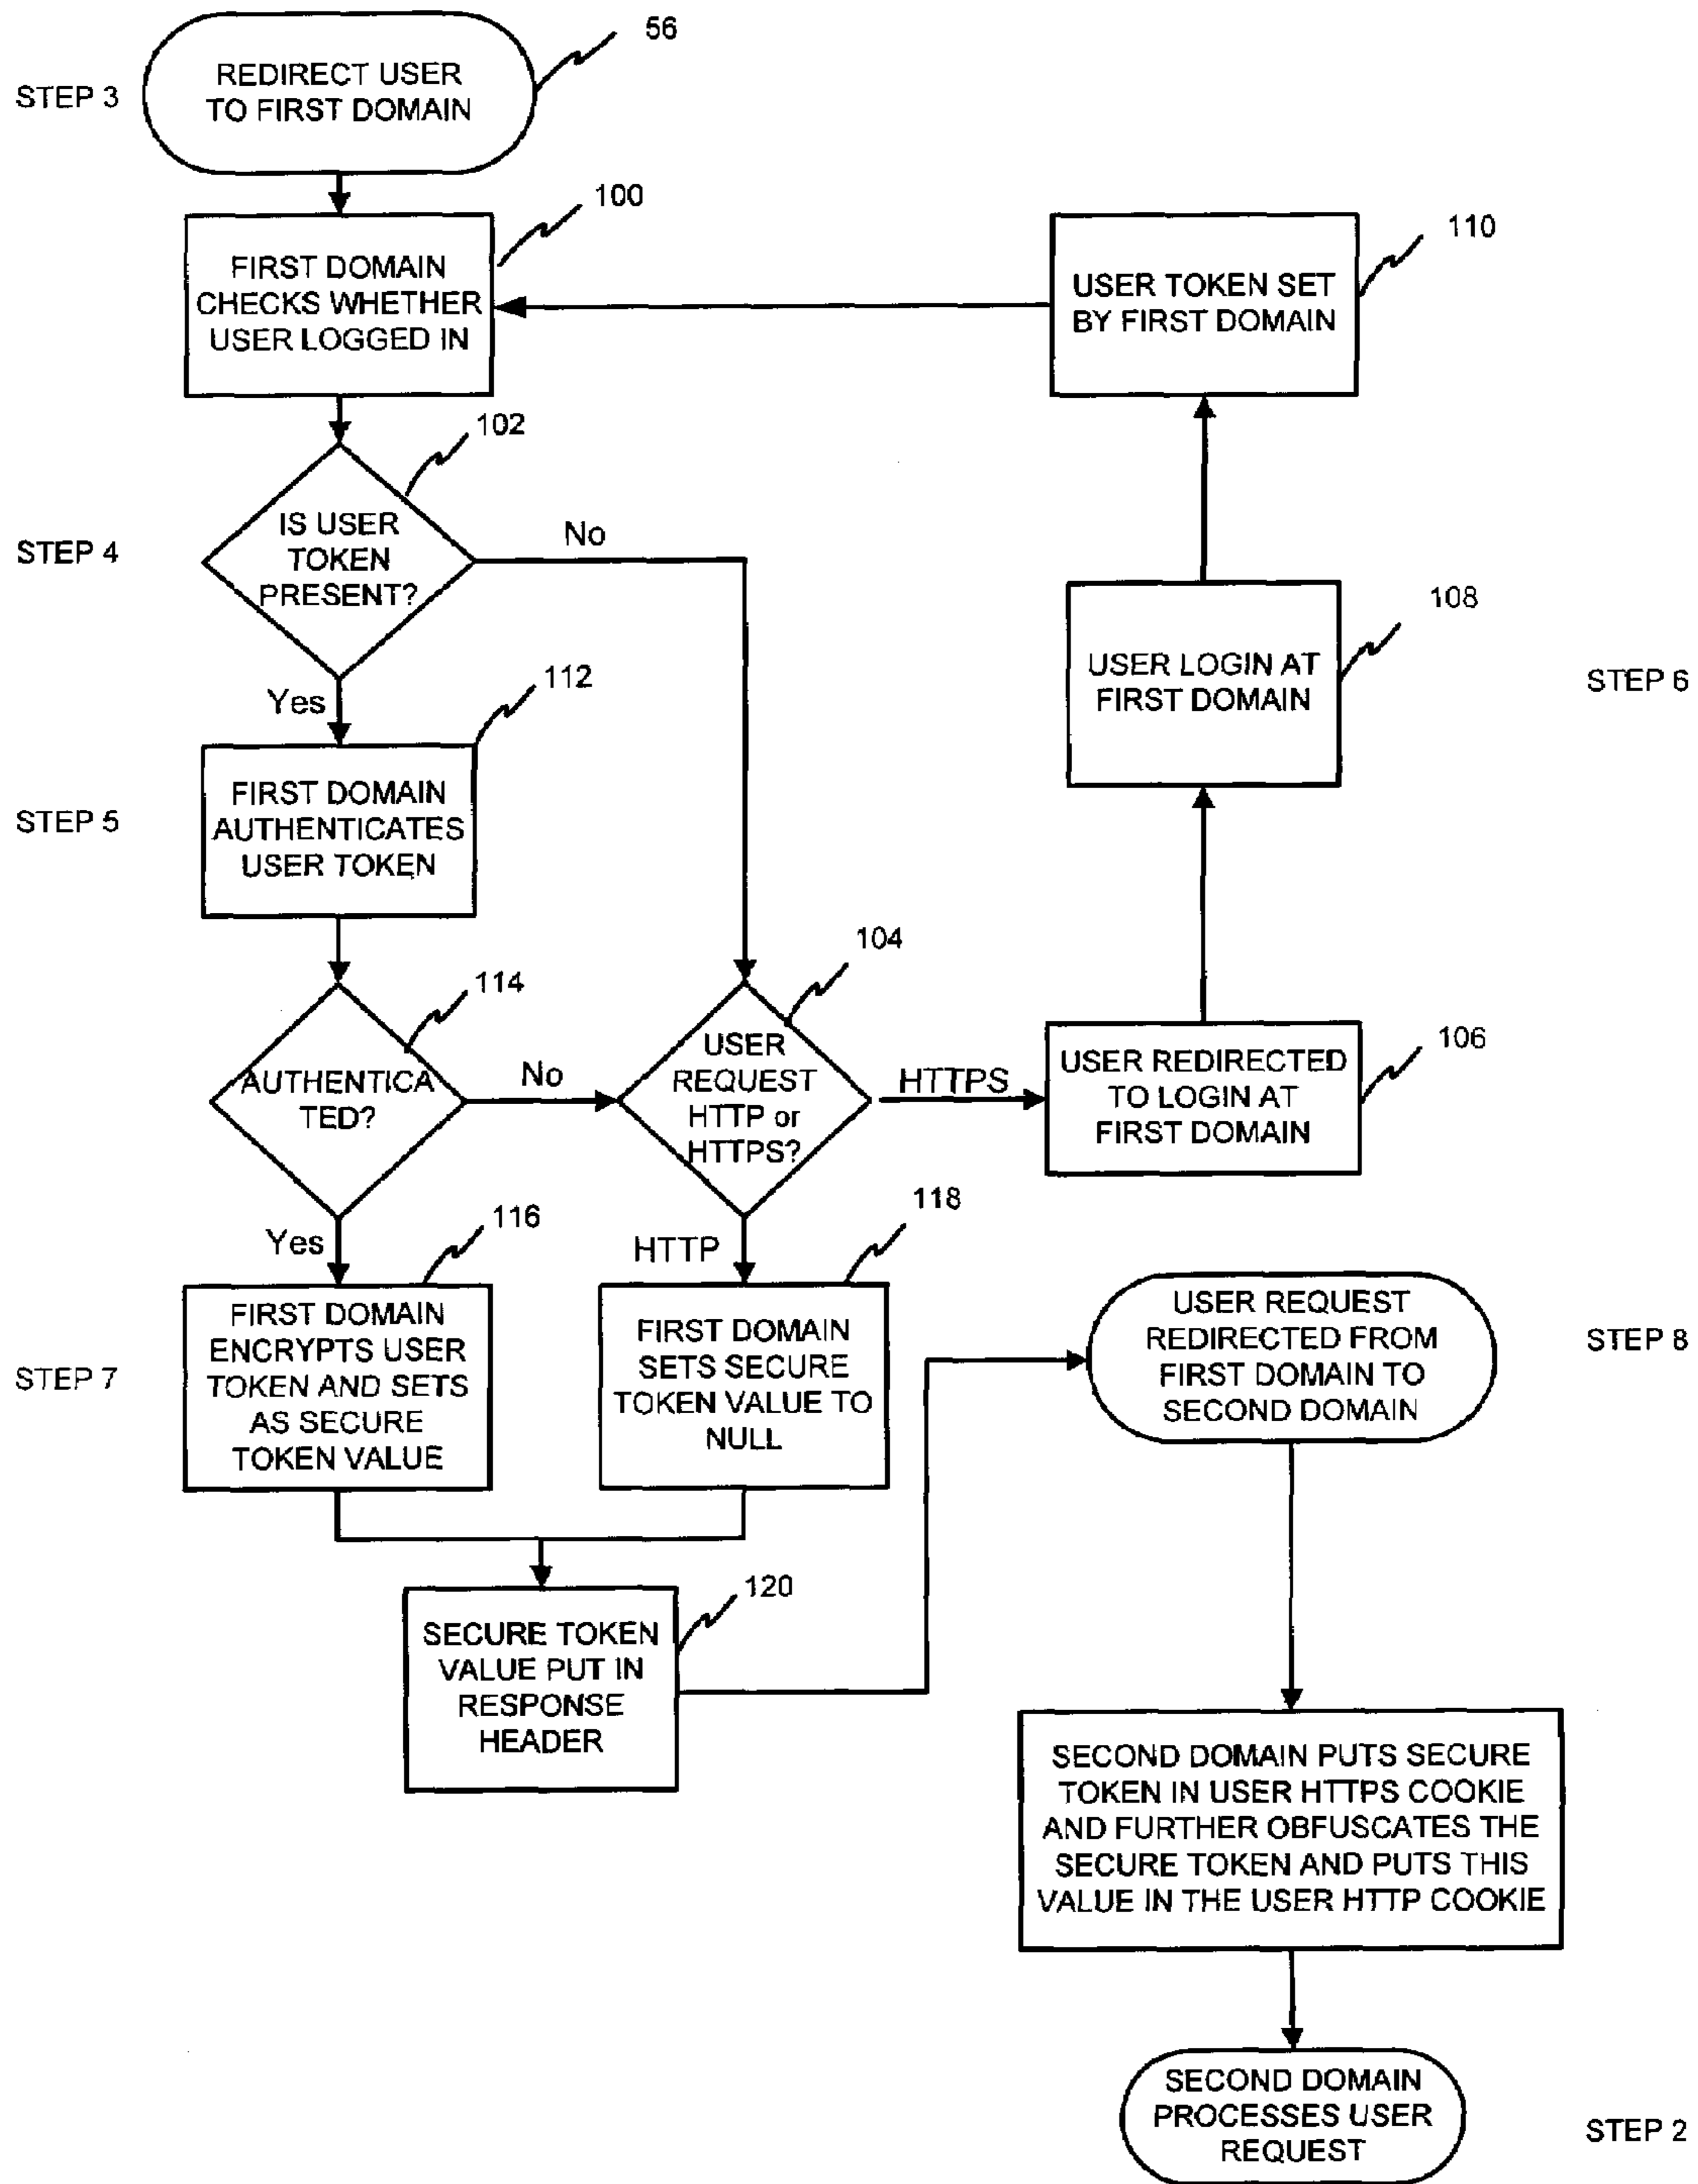 56
STEP 3
REDIRECT USER
TO FIRST DOMAIN
100
FIRST DOMAIN
CHECKS WHETHER
USER LOGGED IN
110
USER TOKEN SET
BY FIRST DOMAIN
102
STEP 4
IS USER
TOKEN
PRESENT?
No
Yes
108
USER LOGIN AT
FIRST DOMAIN
STEP 6
112
STEP 5
FIRST DOMAIN
AUTHENTICATES
USER TOKEN
114
AUTHENTICA
TED?
No
Yes
104
USER
REQUEST
HTTP or
HTTPS?
HTTPS
HTTP
106
USER REDIRECTED
TO LOGIN AT
FIRST DOMAIN
116
STEP 7
FIRST DOMAIN
ENCRYPTS USER
TOKEN AND SETS
AS SECURE
TOKEN VALUE
118
FIRST DOMAIN
SETS SECURE
TOKEN VALUE TO
NULL
USER REQUEST
REDIRECTED FROM
FIRST DOMAIN TO
SECOND DOMAIN
STEP 8
120
SECURE TOKEN
VALUE PUT IN
RESPONSE
HEADER
SECOND DOMAIN PUTS SECURE
TOKEN IN USER HTTPS COOKIE
AND FURTHER OBFUSCATES THE
SECURE TOKEN AND PUTS THIS
VALUE IN THE USER HTTP COOKIE
SECOND DOMAIN
PROCESSES USER
REQUEST
STEP 2